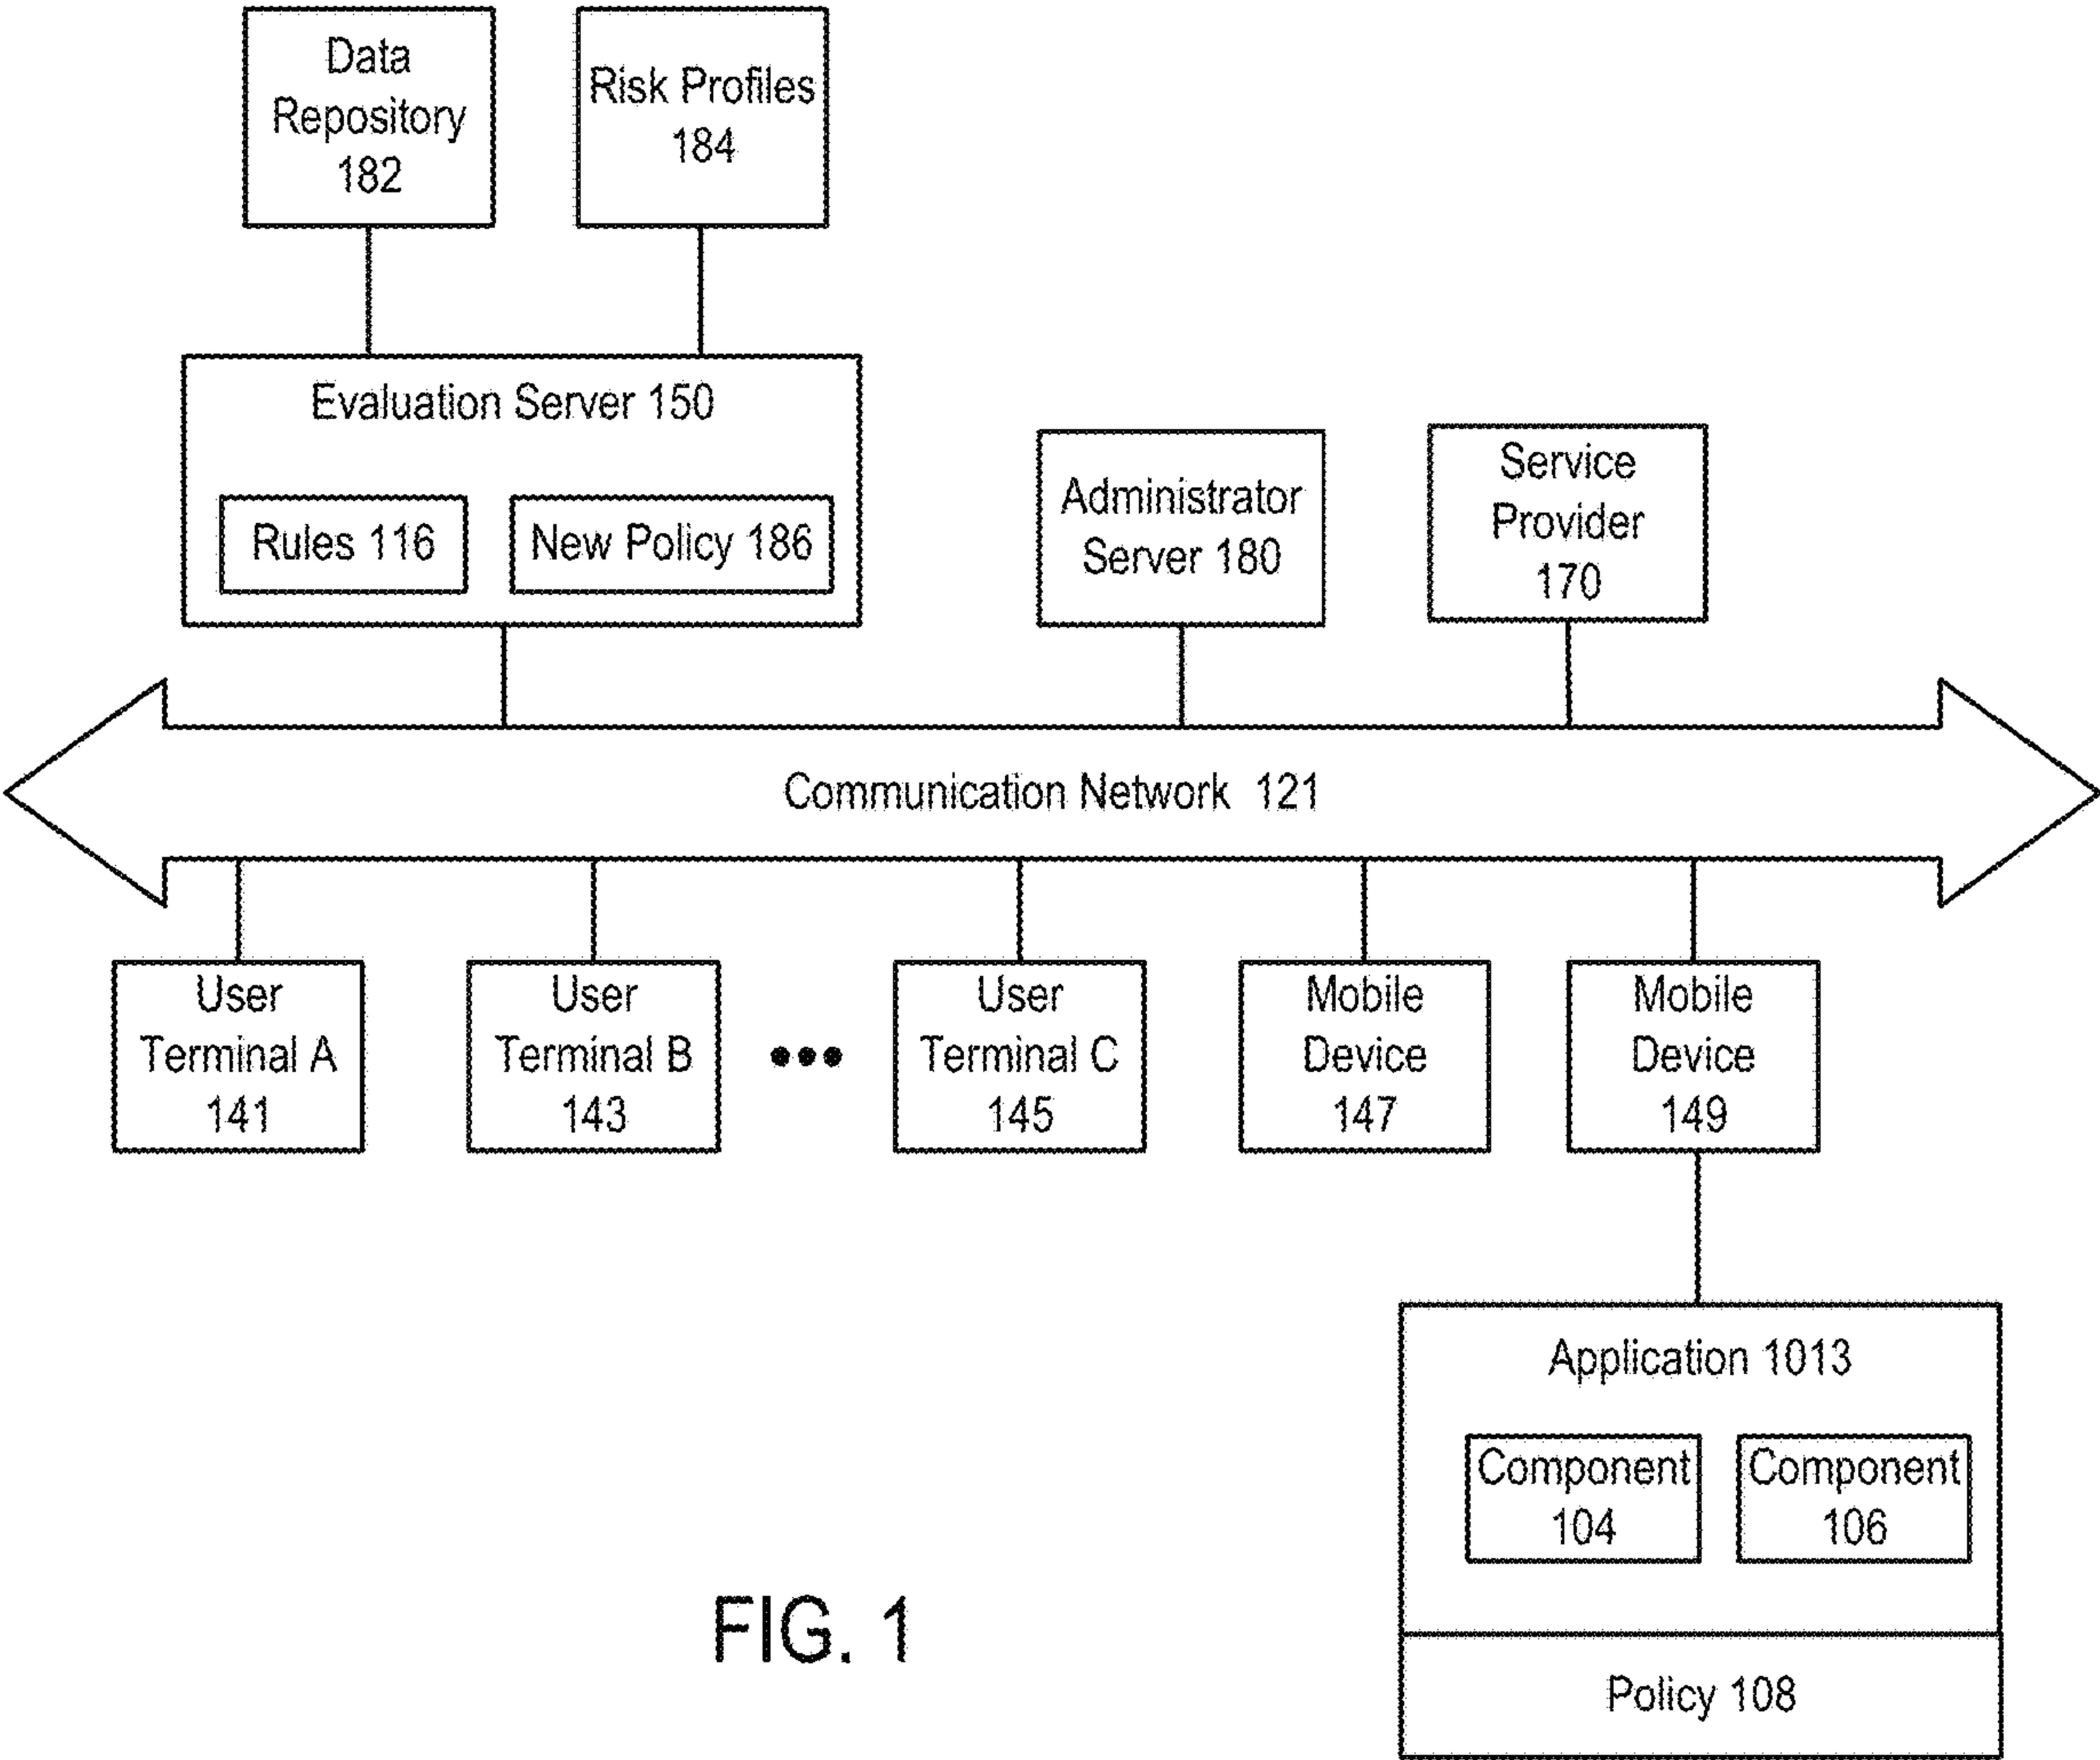 Data
Repository
182
Risk Profiles
184
Evaluation Server 150
Rules 116
New Policy 186
Administrator
Server 180
Service
Provider
170
Communication Network 121
User
Terminal A
141
User
Terminal B
143
•••
User
Terminal C
145
Mobile
Device
147
Mobile
Device
149
Application 1013
Component
104
Component
106
Policy 108
FIG. 1